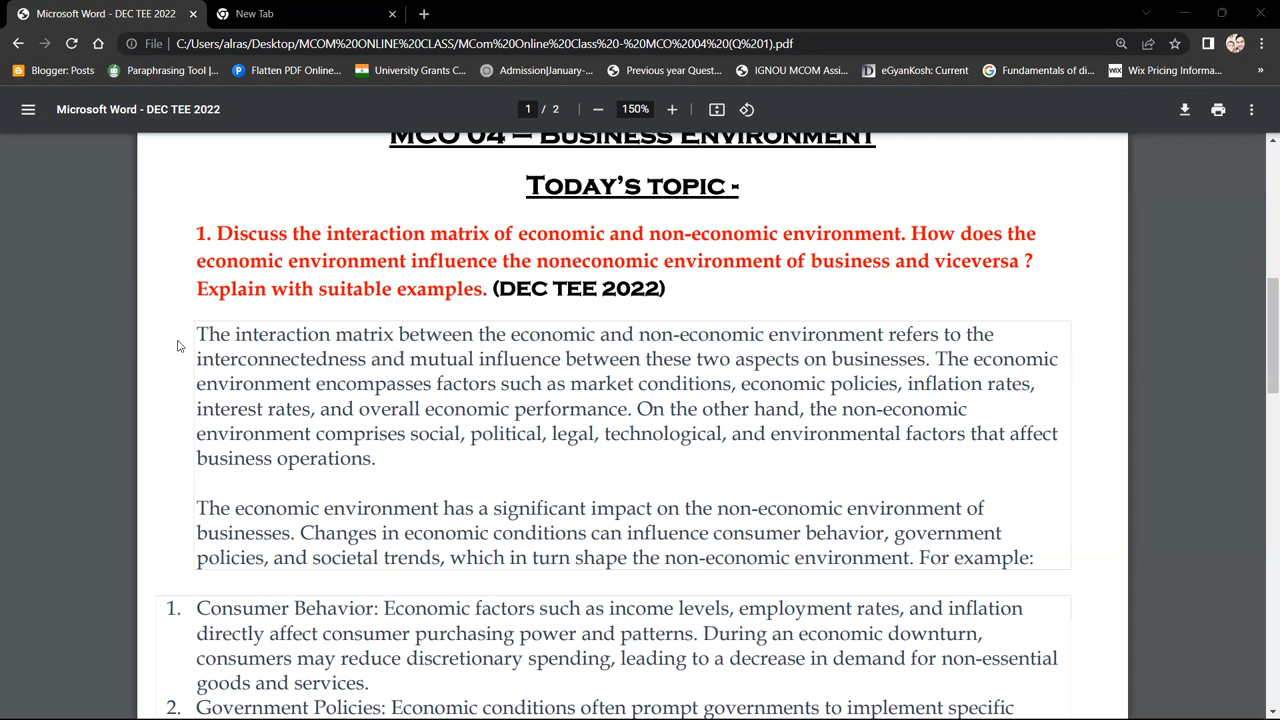 Microsoft Word - DEC TEE 2022
New Tab
File
C:/Users/alras/Desktop/MCOM%20ONLINE%20CLASS/MCom%20Online%20Class%20-%20MCO%2004%20(Q%201).pdf
Blogger: Posts
Paraphrasing Tool |...
Flatten PDF Online...
University Grants C...
Admission|January-...
Previous year Quest...
IGNOU MCOM Assi...
eGyanKosh: Current
Fundamentals of di...
Wix Pricing Informa...
»
Microsoft Word - DEC TEE 2022
1 / 2
150%
MCO 04 – BUSINESS ENVIRONMENT
TODAY'S TOPIC -
1. Discuss the interaction matrix of economic and non-economic environment. How does the
economic environment influence the noneconomic environment of business and viceversa ?
Explain with suitable examples. (DEC TEE 2022)
The interaction matrix between the economic and non-economic environment refers to the
interconnectedness and mutual influence between these two aspects on businesses. The economic
environment encompasses factors such as market conditions, economic policies, inflation rates,
interest rates, and overall economic performance. On the other hand, the non-economic
environment comprises social, political, legal, technological, and environmental factors that affect
business operations.
The economic environment has a significant impact on the non-economic environment of
businesses. Changes in economic conditions can influence consumer behavior, government
policies, and societal trends, which in turn shape the non-economic environment. For example:
1. Consumer Behavior: Economic factors such as income levels, employment rates, and inflation
directly affect consumer purchasing power and patterns. During an economic downturn,
consumers may reduce discretionary spending, leading to a decrease in demand for non-essential
goods and services.
2. Government Policies: Economic conditions often prompt governments to implement specific